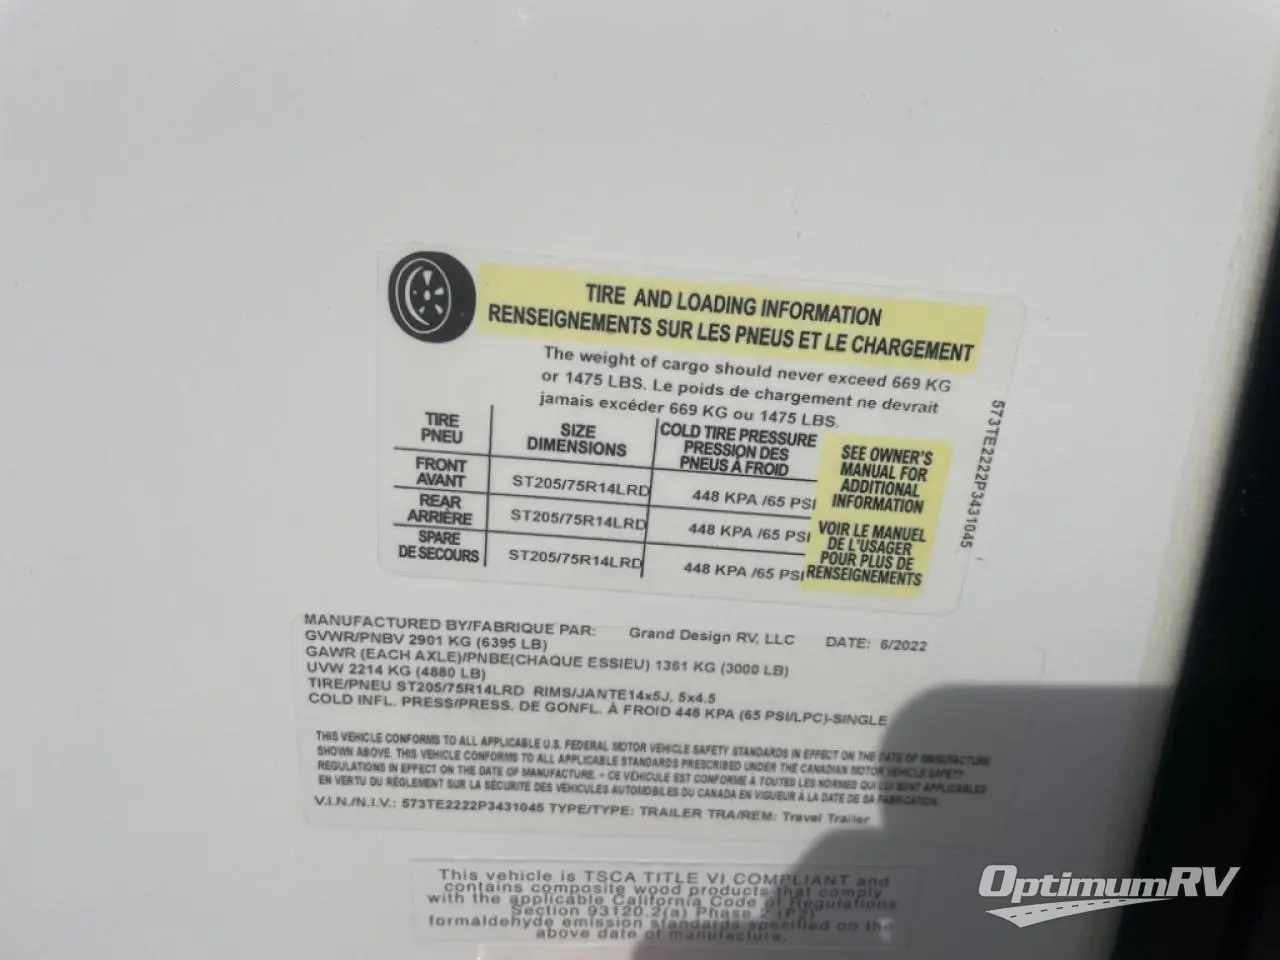 TIRE AND LOADING INFORMATION
RENSEIGNEMENTS SUR LES PNEUS ET LE CHARGEMENT
The weight of cargo should never exceed 669 KG
or 1475 LBS. Le poids de chargement ne devrait
jamais excéder 669 KG ou 1475 LBS.
TIRE
PNEU
SIZE
DIMENSIONS
COLD TIRE PRESSURE
PRESSION DES
PNEUS À FROID
FRONT
AVANT
ST205/75R14LRD
448 KPA /65 PSI
REAR
ARRIÈRE
ST205/75R14LRD
448 KPA /65 PSI
SPARE
DE SECOURS
ST205/75R14LRD
448 KPA /65 PSI
SEE OWNER'S
MANUAL FOR
ADDITIONAL
INFORMATION
VOIR LE MANUEL
DE L'USAGER
POUR PLUS DE
RENSEIGNEMENTS
573TE2222P3431045
MANUFACTURED BY/FABRIQUE PAR: Grand Design RV, LLC DATE: 6/2022
GVWR/PNBV 2901 KG (6395 LB)
GAWR (EACH AXLE)/PNBE(CHAQUE ESSIEU) 1361 KG (3000 LB)
UVW 2214 KG (4880 LB)
TIRE/PNEU ST205/75R14LRD RIMS/JANTE14x5J, 5x4.5
COLD INFL. PRESS/PRESS. DE GONFL. À FROID 448 KPA (65 PSI/LPC)-SINGLE
THIS VEHICLE CONFORMS TO ALL APPLICABLE U.S. FEDERAL MOTOR VEHICLE SAFETY STANDARDS IN EFFECT ON THE DATE OF MANUFACTURE
SHOWN ABOVE. THIS VEHICLE CONFORMS TO ALL APPLICABLE STANDARDS PRESCRIBED UNDER THE CANADIAN MOTOR VEHICLE SAFETY
REGULATIONS IN EFFECT ON THE DATE OF MANUFACTURE. - CE VÉHICULE EST CONFORME À TOUTES LES NORMES QUI LUI SONT APPLICABLES
EN VERTU DU RÈGLEMENT SUR LA SÉCURITÉ DES VÉHICULES AUTOMOBILES DU CANADA EN VIGUEUR À LA DATE DE SA FABRICATION.
V.I.N./N.I.V.: 573TE2222P3431045 TYPE/TYPE: TRAILER TRA/REM: Travel Trailer
This vehicle is TSCA TITLE VI COMPLIANT and
contains composite wood products that comply
with the applicable California Code of Regulations
Section 93120.2(a) Phase 2 (P2)
formaldehyde emission standards specified on the
above date of manufacture.
OptimumRV